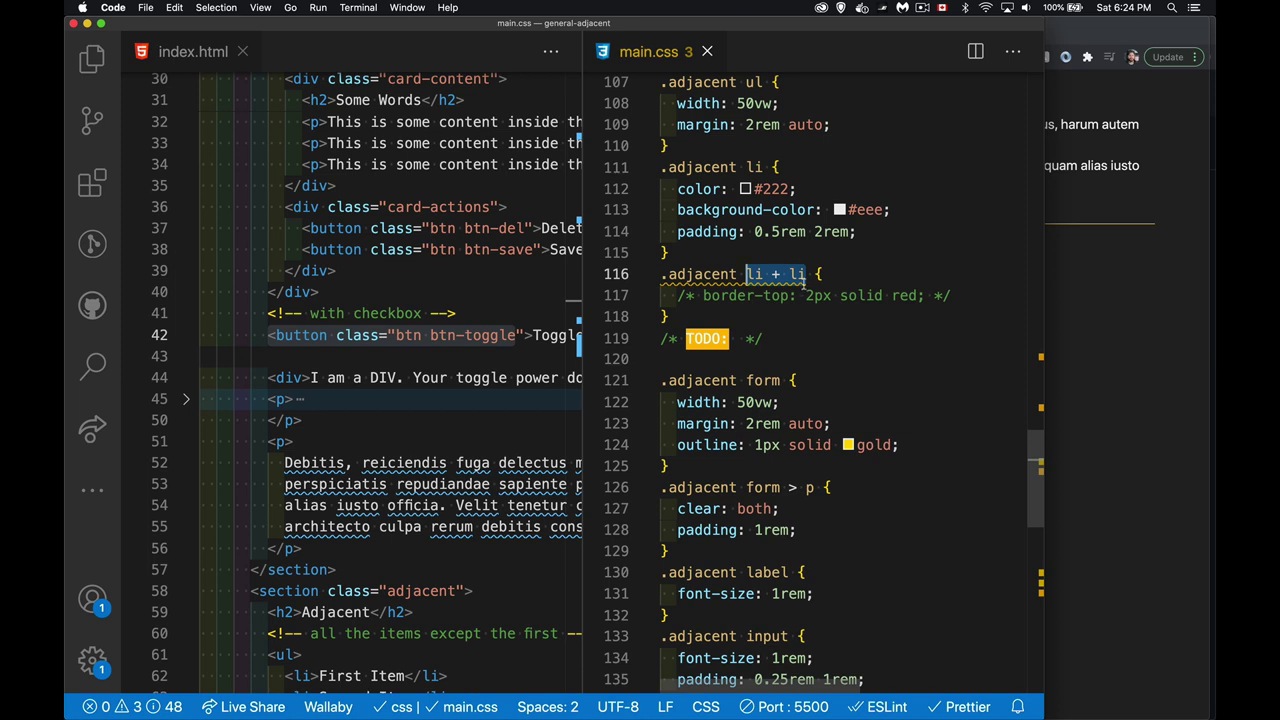 Code File Edit Selection View Go Run Terminal Window Help
100% Sat 6:24 PM
main.css — general-adjacent
index.html
main.css 3
Update
30 <div class="card-content">
31 <h2>Some Words</h2>
32 <p>This is some content inside th
33 <p>This is some content inside th
34 <p>This is some content inside th
35 </div>
36 <div class="card-actions">
37 <button class="btn btn-del">Delet
38 <button class="btn btn-save">Save
39 </div>
40 </div>
41 <!-- with checkbox -->
42 <button class="btn btn-toggle">Toggle
43
44 <div>I am a DIV. Your toggle power do
45 <p>
50 </p>
51 <p>
52 Debitis, reiciendis fuga delectus m
53 perspiciatis repudiandae sapiente p
54 alias iusto officia. Velit tenetur c
55 architecto culpa rerum debitis cons
56 </p>
57 </section>
58 <section class="adjacent">
59 <h2>Adjacent</h2>
60 <!-- all the items except the first --
61 <ul>
62 <li>First Item</li>
107 .adjacent ul {
108 width: 50vw;
109 margin: 2rem auto;
110 }
111 .adjacent li {
112 color: #222;
113 background-color: #eee;
114 padding: 0.5rem 2rem;
115 }
116 .adjacent li + li {
117 /* border-top: 2px solid red; */
118 }
119 /* TODO: */
120
121 .adjacent form {
122 width: 50vw;
123 margin: 2rem auto;
124 outline: 1px solid gold;
125 }
126 .adjacent form > p {
127 clear: both;
128 padding: 1rem;
129 }
130 .adjacent label {
131 font-size: 1rem;
132 }
133 .adjacent input {
134 font-size: 1rem;
135 padding: 0.25rem 1rem;
us, harum autem
quam alias iusto
1
1
0 3 48 Live Share Wallaby css | main.css Spaces: 2 UTF-8 LF CSS Port : 5500 ESLint Prettier